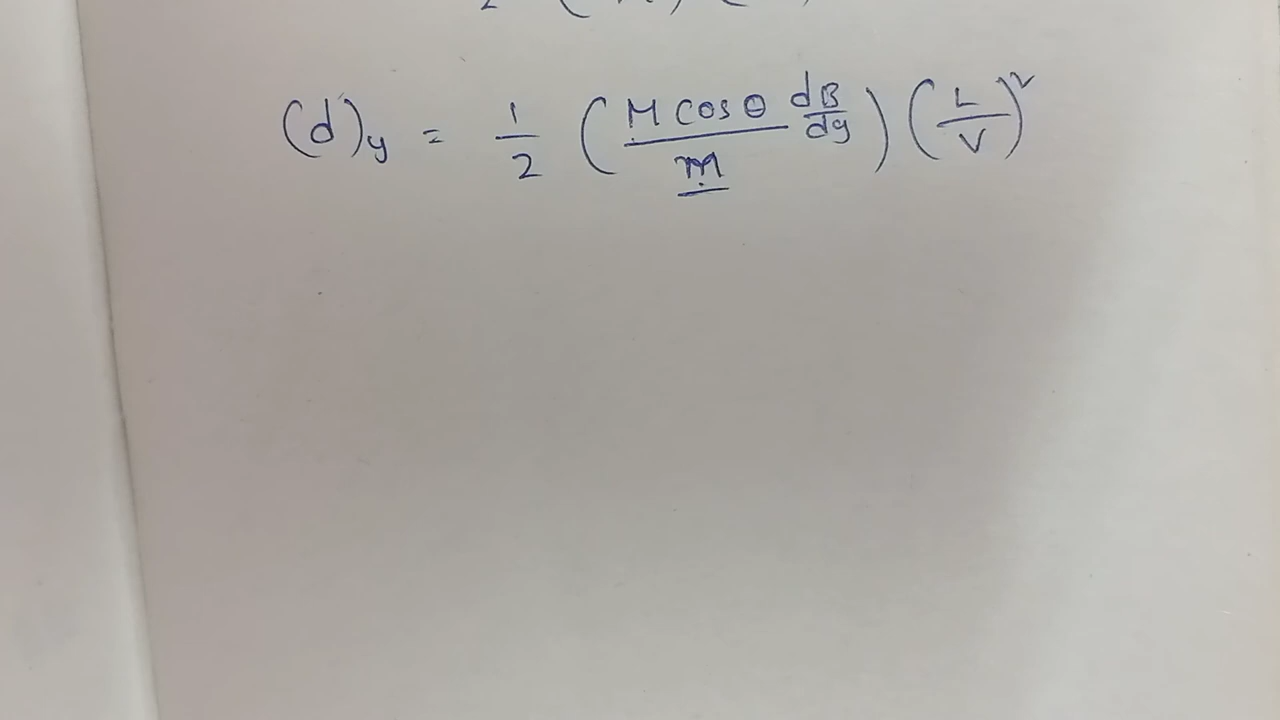 (d)y = 1/2 (M cos θ dB/dy / m) (L/V)²